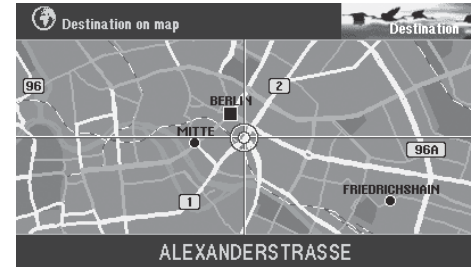 Destination on map
Destination
96
2
BERLIN
MITTE
96A
FRIEDRICHSHAIN
1
ALEXANDERSTRASSE